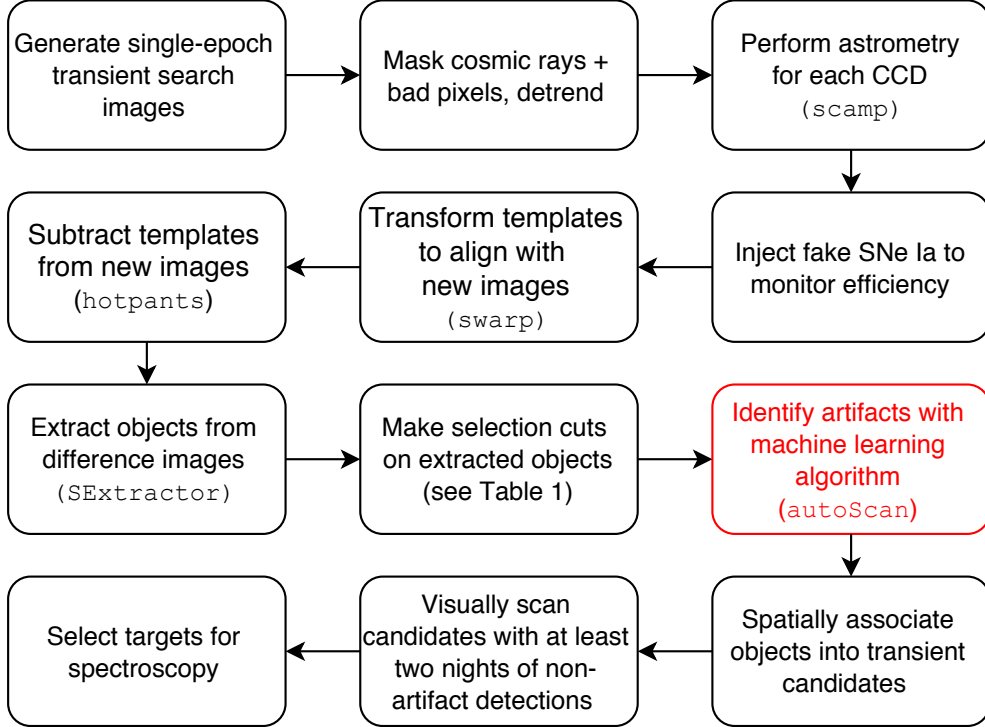 Generate single-epoch
transient search
images
Mask cosmic rays +
bad pixels, detrend
Perform astrometry
for each CCD
(scamp)
Inject fake SNe Ia to
monitor efficiency
Transform templates
to align with
new images
(swarp)
Subtract templates
from new images
(hotpants)
Extract objects from
difference images
(SExtractor)
Make selection cuts
on extracted objects
(see Table 1)
Identify artifacts with
machine learning
algorithm
(autoScan)
Spatially associate
objects into transient
candidates
Visually scan
candidates with at least
two nights of non-
artifact detections
Select targets for
spectroscopy